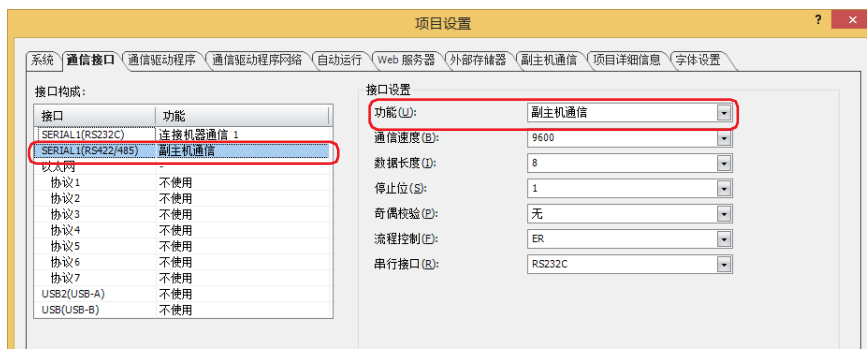 项目设置
? ×
系统 通信接口 通信驱动程序 通信驱动程序网络 自动运行 Web 服务器 外部存储器 副主机通信 项目详细信息 字体设置
接口构成:
接口 功能
SERIAL1(RS232C) 连接机器通信 1
SERIAL1(RS422/485) 副主机通信
以太网 -
协议1 不使用
协议2 不使用
协议3 不使用
协议4 不使用
协议5 不使用
协议6 不使用
协议7 不使用
USB2(USB-A) 不使用
USB(USB-B) 不使用
接口设置
功能(U): 副主机通信
通信速度(B): 9600
数据长度(I): 8
停止位(S): 1
奇偶校验(P): 无
流程控制(F): ER
串行接口(R): RS232C